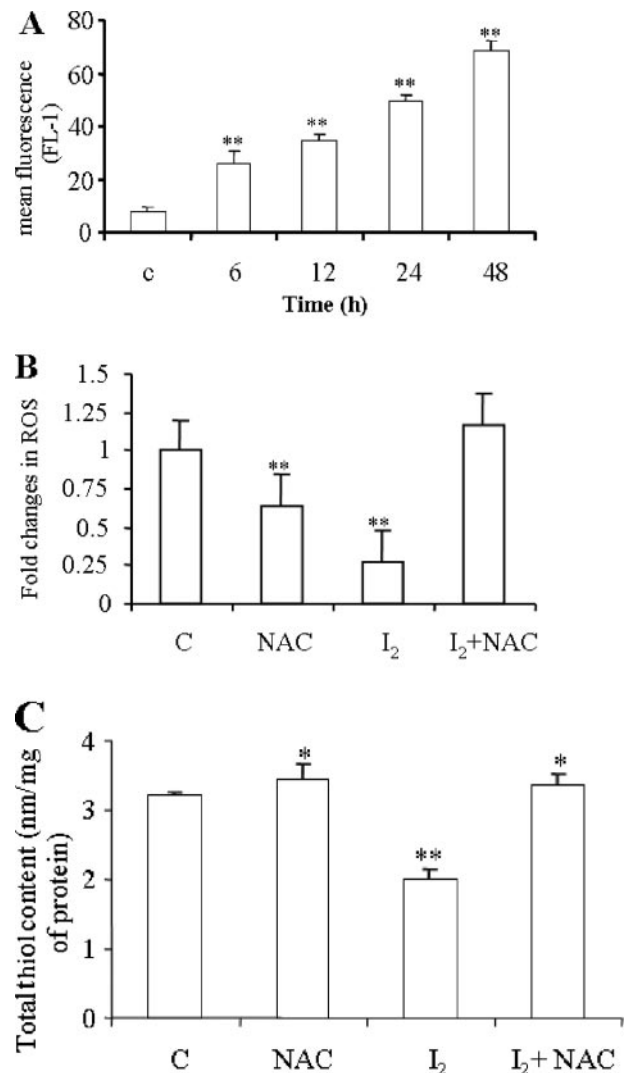 A
mean fluorescence
(FL-1)
80
60
40
20
0
**
**
**
**
c 6 12 24 48
Time (h)
B
Fold changes in ROS
1.5
1.25
1
0.75
0.5
0.25
0
**
**
C NAC I₂ I₂+NAC
C
Total thiol content (nm/mg
of protein)
4
3
2
1
0
*
**
*
C NAC I₂ I₂+ NAC